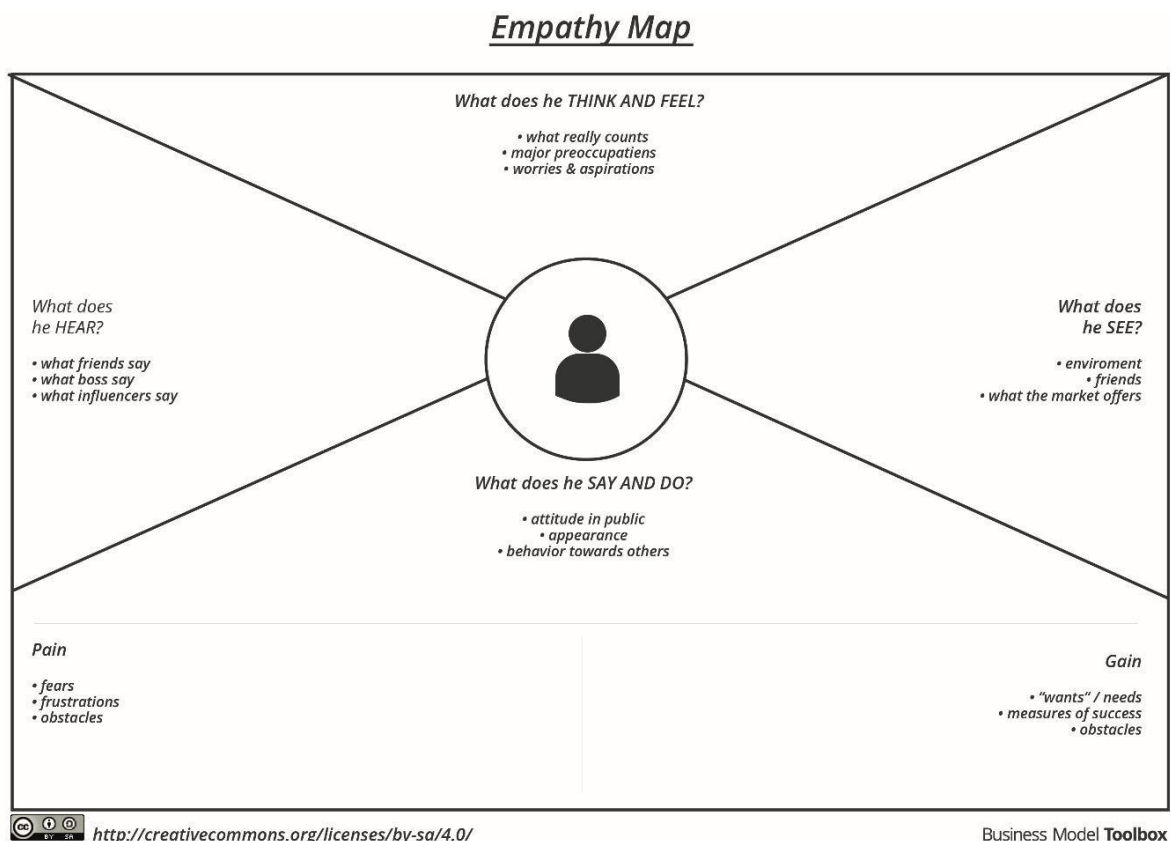 Empathy Map
What does he THINK AND FEEL?
• what really counts
• major preoccupatiens
• worries & aspirations
What does
he HEAR?
• what friends say
• what boss say
• what influencers say
What does
he SEE?
• enviroment
• friends
• what the market offers
What does he SAY AND DO?
• attitude in public
• appearance
• behavior towards others
Pain
• fears
• frustrations
• obstacles
Gain
• “wants“ / needs
• measures of success
• obstacles
cc BY SA http://creativecommons.org/licenses/by-sa/4.0/
Business Model Toolbox